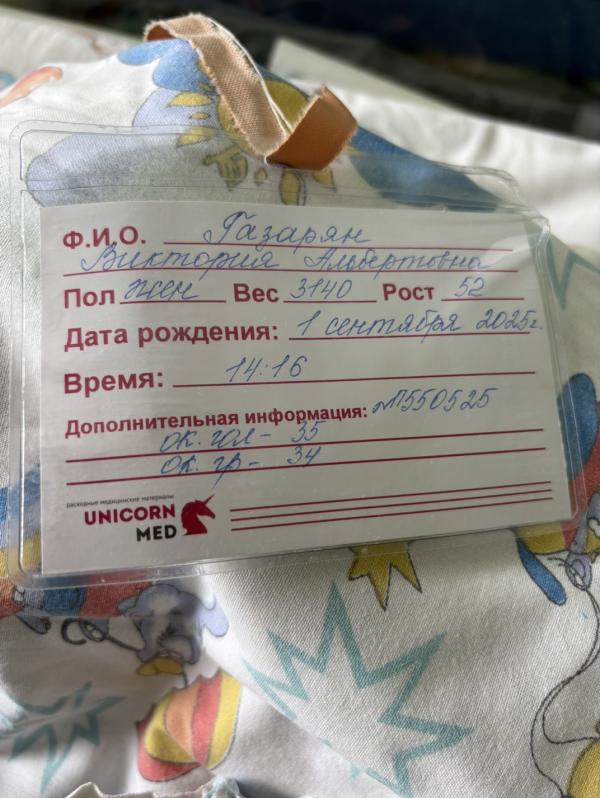 Ф.И.О. Газарян
Виктория Альбертовна
Пол жен Вес 3140 Рост 52
Дата рождения: 1 сентября 2025г.
Время: 14:16
Дополнительная информация: №550525
ок. гол - 35
ок. гр - 34
расходные медицинские материалы
UNICORN
MED